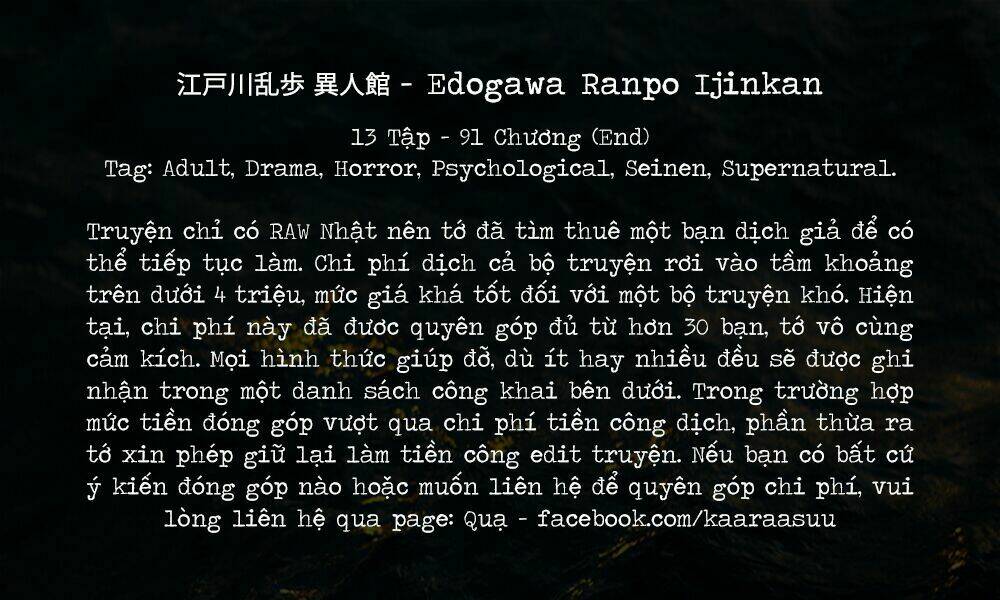 江戸川乱歩 異人館 - Edogawa Ranpo Ijinkan
13 Tập - 91 Chương (End)
Tag: Adult, Drama, Horror, Psychological, Seinen, Supernatural.
Truyện chỉ có RAW Nhật nên tớ đã tìm thuê một bạn dịch giả để có
thể tiếp tục làm. Chi phí dịch cả bộ truyện rơi vào tầm khoảng
trên dưới 4 triệu, mức giá khá tốt đối với một bộ truyện khó. Hiện
tại, chi phí này đã đươc quyên góp đủ từ hơn 30 bạn, tớ vô cùng
cảm kích. Mọi hình thức giúp đỡ, dù ít hay nhiều đều sẽ được ghi
nhận trong một danh sách công khai bên dưới. Trong trường hợp
mức tiền đóng góp vượt qua chi phí tiền công dịch, phần thừa ra
tớ xin phép giữ lại làm tiền công edit truyện. Nếu bạn có bất cứ
ý kiến đóng góp nào hoặc muốn liên hệ để quyên góp chi phí, vui
lòng liên hệ qua page: Quạ - facebook.com/kaaraasuu